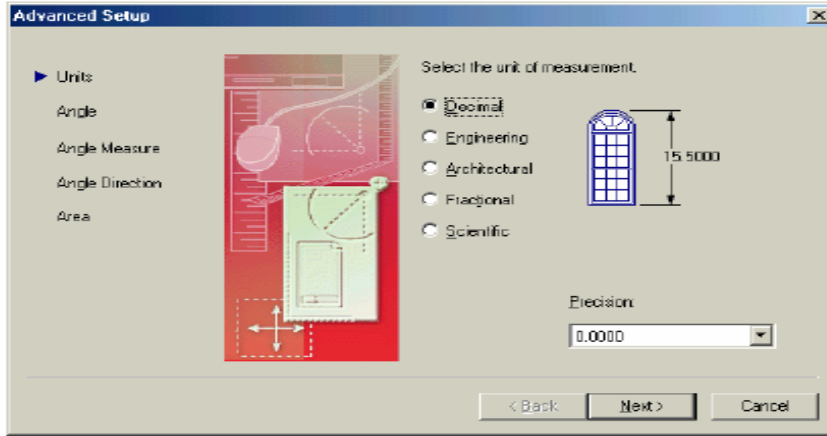 Advanced Setup
Units
Angle
Angle Measure
Angle Direction
Area
Select the unit of measurement.
Decimal
Engineering
Architectural
Fractional
Scientific
15.5000
Precision:
0.0000
< Back
Next >
Cancel